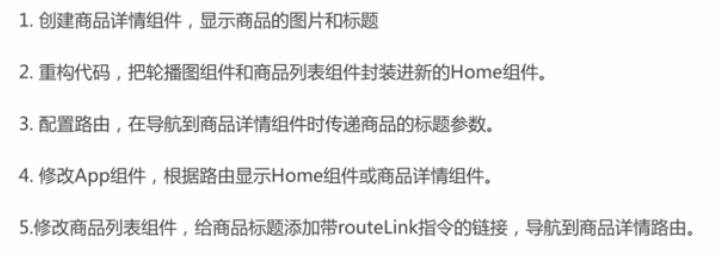 1. 创建商品详情组件，显示商品的图片和标题
2. 重构代码，把轮播图组件和商品列表组件封装进新的Home组件。
3. 配置路由，在导航到商品详情组件时传递商品的标题参数。
4. 修改App组件，根据路由显示Home组件或商品详情组件。
5.修改商品列表组件，给商品标题添加带routeLink指令的链接，导航到商品详情路由。